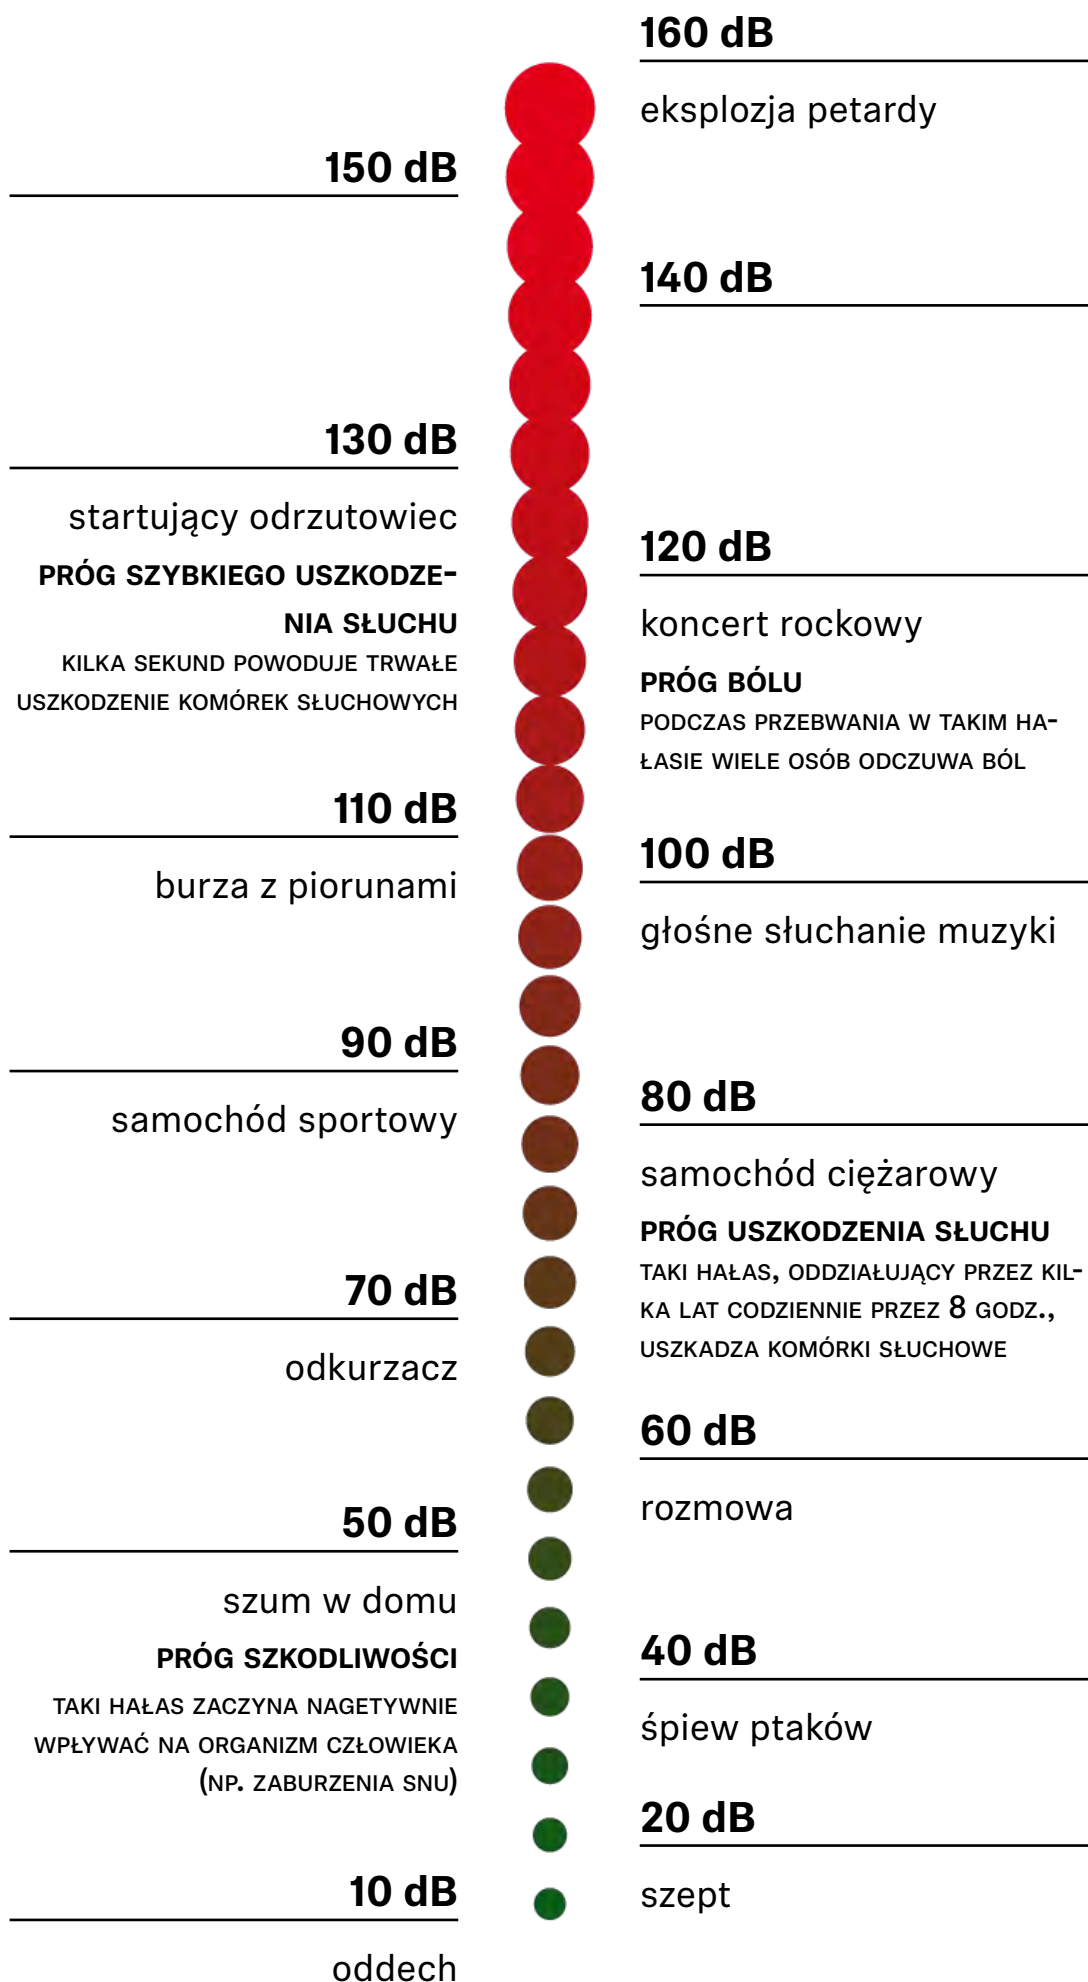 160 dB
eksplozja petardy
150 dB
140 dB
130 dB
startujący odrzutowiec
PRÓG SZYBKIEGO USZKODZE-
NIA SŁUCHU
KILKA SEKUND POWODUJE TRWAŁE
USZKODZENIE KOMÓREK SŁUCHOWYCH
120 dB
koncert rockowy
PRÓG BÓLU
PODCZAS PRZEBWANIA W TAKIM HA-
ŁASIE WIELE OSÓB ODCZUWA BÓL
110 dB
burza z piorunami
100 dB
głośne słuchanie muzyki
90 dB
samochód sportowy
80 dB
samochód ciężarowy
PRÓG USZKODZENIA SŁUCHU
TAKI HAŁAS, ODDZIAŁUJĄCY PRZEZ KIL-
KA LAT CODZIENNIE PRZEZ 8 GODZ.,
USZKADZA KOMÓRKI SŁUCHOWE
70 dB
odkurzacz
60 dB
rozmowa
50 dB
szum w domu
PRÓG SZKODLIWOŚCI
TAKI HAŁAS ZACZYNA NAGETYWNIE
WPŁYWAĆ NA ORGANIZM CZŁOWIEKA
(NP. ZABURZENIA SNU)
40 dB
śpiew ptaków
20 dB
szept
10 dB
oddech